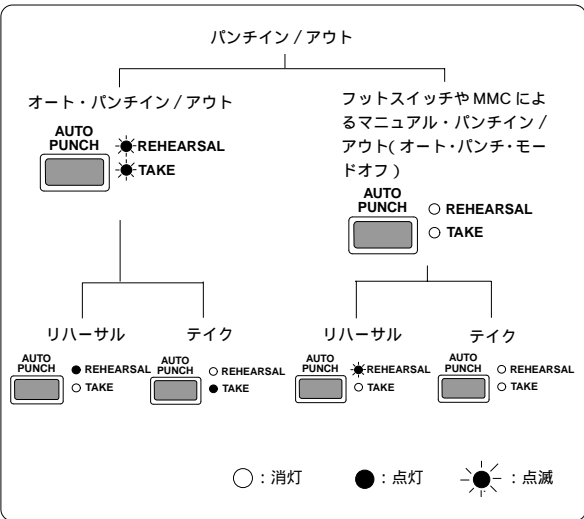 パンチイン / アウト
オート・パンチイン / アウト
AUTO
PUNCH
REHEARSAL
TAKE
フットスイッチや MMC によ
るマニュアル・パンチイン /
アウト( オート・パンチ・モー
ドオフ )
AUTO
PUNCH
REHEARSAL
TAKE
リハーサル
AUTO
PUNCH
REHEARSAL
TAKE
テイク
AUTO
PUNCH
REHEARSAL
TAKE
リハーサル
AUTO
PUNCH
REHEARSAL
TAKE
テイク
AUTO
PUNCH
REHEARSAL
TAKE
：消灯
：点灯
：点滅